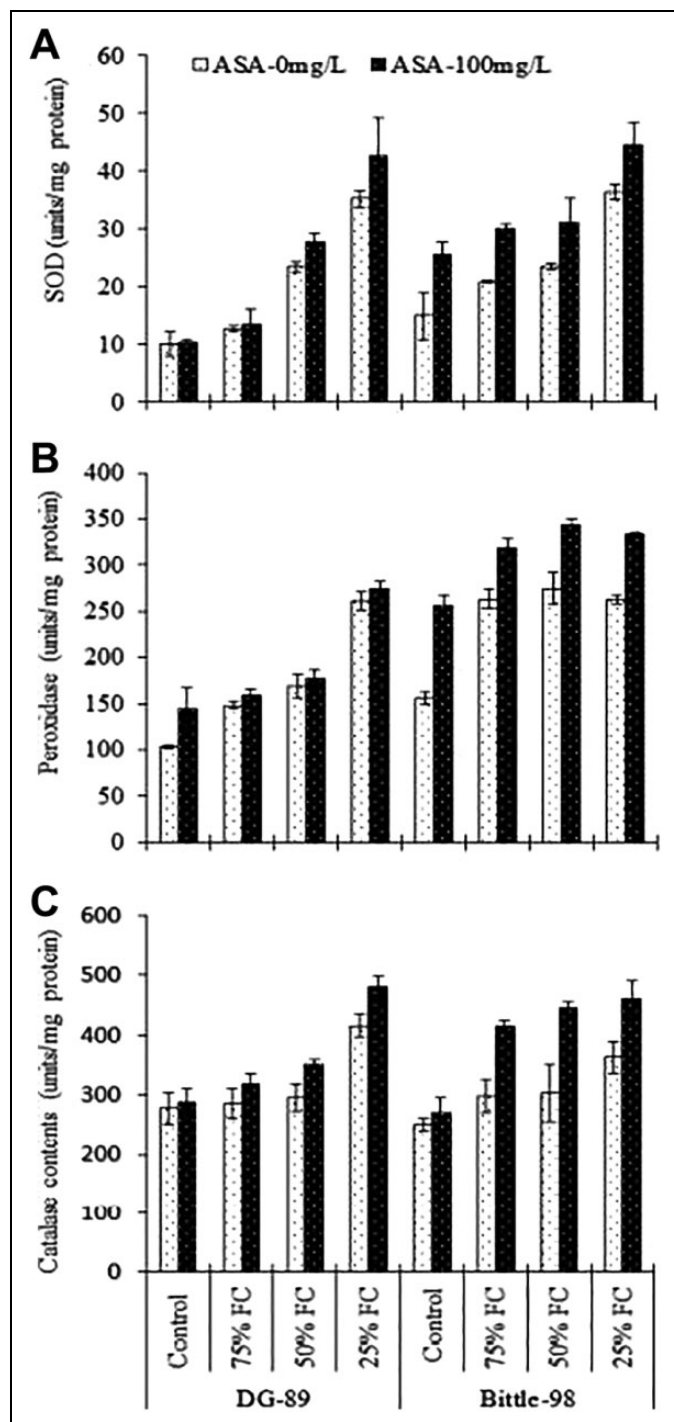 A
ASA-0mg/L ASA-100mg/L
SOD (units/mg protein)
60
50
40
30
20
10
0
B
Peroxidase (units/mg protein)
400
350
300
250
200
150
100
50
0
C
Catalase contents (units/mg protein)
600
500
400
300
200
100
0
Control 75% FC 50% FC 25% FC Control 75% FC 50% FC 25% FC
DG-89 Bittle-98